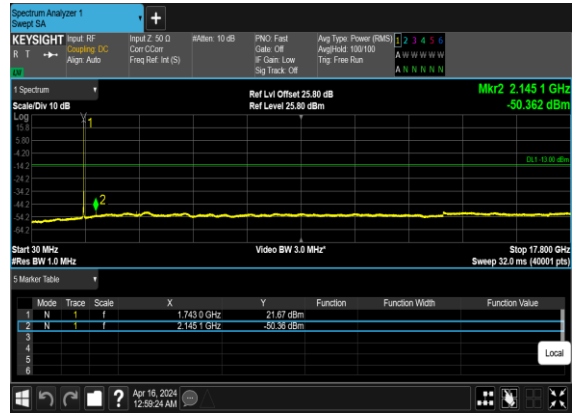 Spectrum Analyzer 1
Swept SA
+
KEYSIGHT Input: RF Input Z: 50 Ω #Atten: 10 dB PNO: Fast Avg Type: Power (RMS) 1 2 3 4 5 6
R T Coupling: DC Corr CCorr Gate: Off Avg|Hold: 100/100 A W W W W W
Align: Auto Freq Ref: Int (S) IF Gain: Low Trig: Free Run
Sig Track: Off A N N N N N
1 Spectrum Ref Lvl Offset 25.80 dB Mkr2 2.145 1 GHz
Scale/Div 10 dB Ref Level 25.80 dBm -50.362 dBm
Log
15.8
5.80
-4.20
-14.2
-24.2
-34.2
-44.2
-54.2
-64.2
1
2
DL1 -13.00 dBm
Start 30 MHz Video BW 3.0 MHz* Stop 17.800 GHz
#Res BW 1.0 MHz Sweep 32.0 ms (40001 pts)
5 Marker Table
Mode Trace Scale X Y Function Function Width Function Value
1 N 1 f 1.743 0 GHz 21.67 dBm
2 N 1 f 2.145 1 GHz -50.36 dBm
3
4
5
6
Local
? Apr 16, 2024
12:59:24 AM